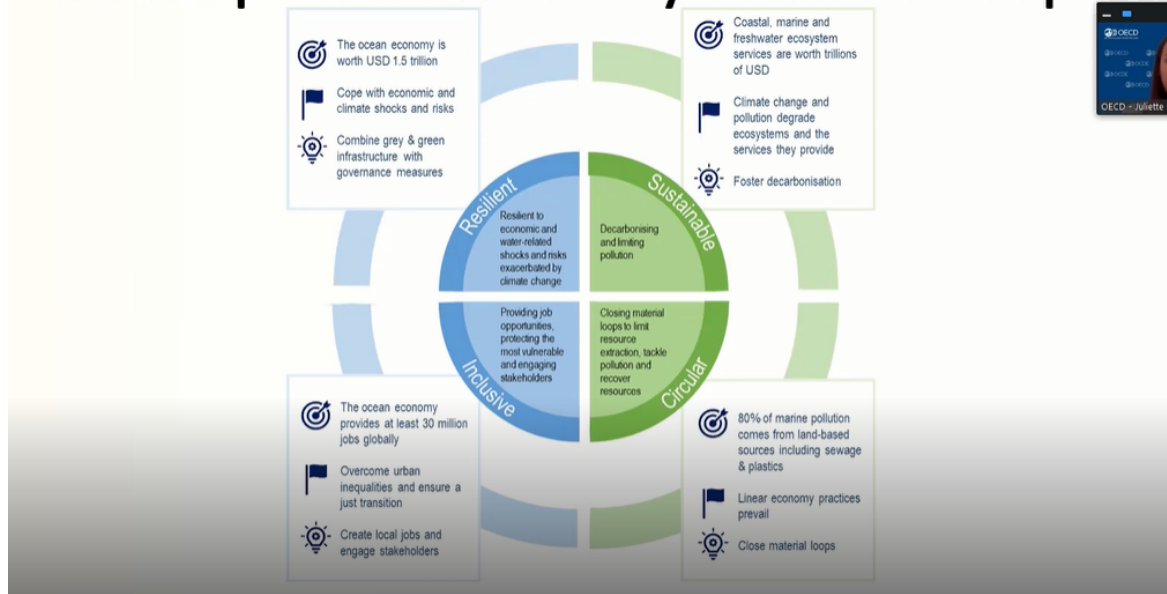 The ocean economy is
worth USD 1.5 trillion
Cope with economic and
climate shocks and risks
Combine grey & green
infrastructure with
governance measures
Coastal, marine and
freshwater ecosystem
services are worth trillions
of USD
Climate change and
pollution degrade
ecosystems and the
services they provide
Foster decarbonisation
OECD
OECD - Juliette
Resilient
Resilient to
economic and
water-related
shocks and risks
exacerbated by
climate change
Sustainable
Decarbonising
and limiting
pollution
Inclusive
Providing job
opportunities,
protecting the
most vulnerable
and engaging
stakeholders
Circular
Closing material
loops to limit
resource
extraction, tackle
pollution and
recover
resources
The ocean economy
provides at least 30 million
jobs globally
Overcome urban
inequalities and ensure a
just transition
Create local jobs and
engage stakeholders
80% of marine pollution
comes from land-based
sources including sewage
& plastics
Linear economy practices
prevail
Close material loops